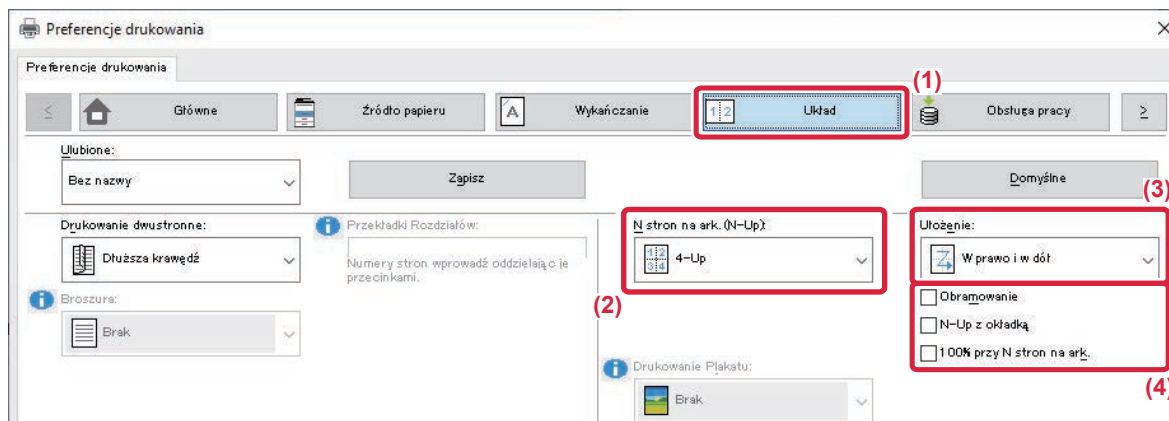 Preferencje drukowania
Preferencje drukowania
(1)
Główne
Źródło papieru
Wykańczanie
Układ
Obsługa pracy
Ulubione:
Bez nazwy
Zapisz
Domyślne
(3)
Drukowanie dwustronne:
Przekładki Rozdziałów:
N stron na ark. (N-Up):
Ułożenie:
Dłuższa krawędź
Numery stron wprowadź oddzielając je
przecinkami.
4-Up
W prawo i w dół
(2)
Broszura:
Brak
Obramowanie
N-Up z okładką
100% przy N stron na ark.
Drukowanie Plakatu:
(4)
Brak